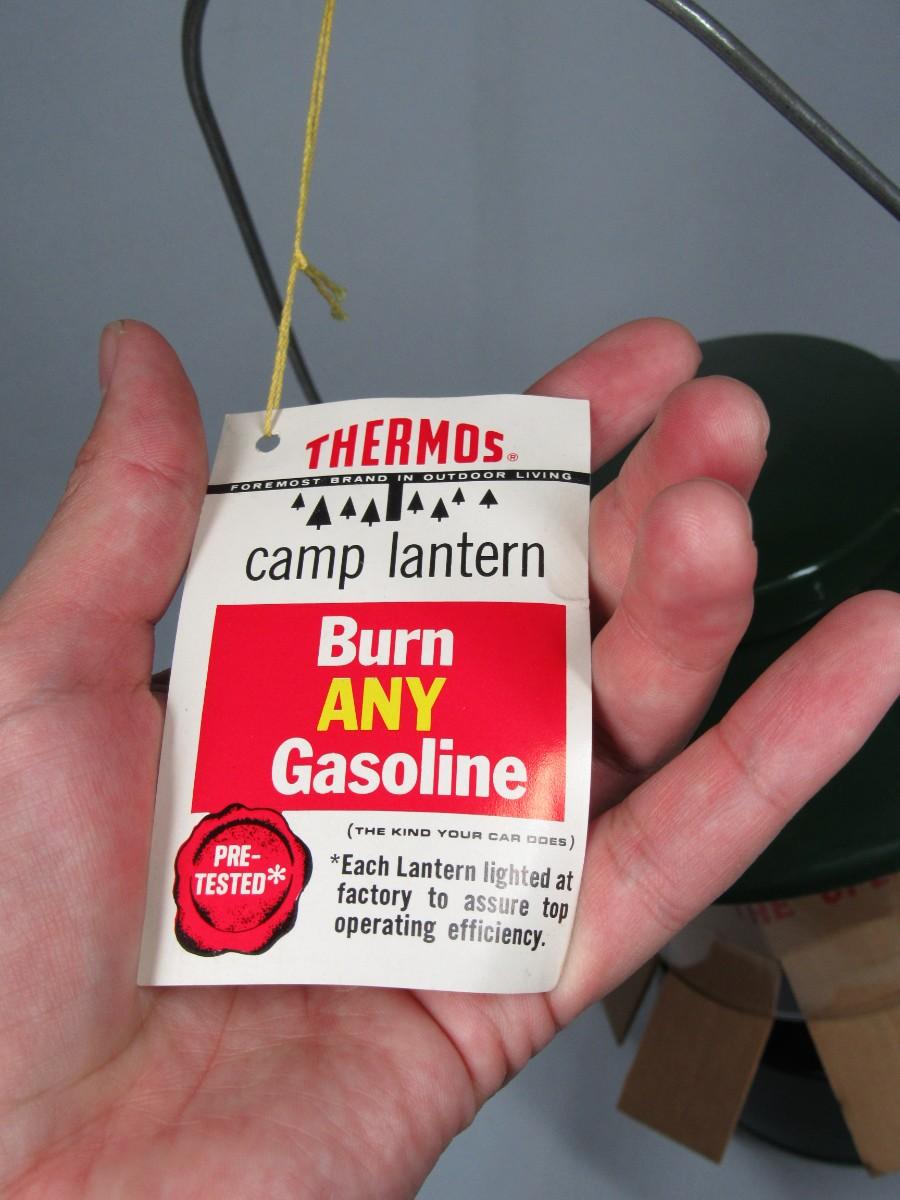 THERMOS®
FOREMOST BRAND IN OUTDOOR LIVING
camp lantern
Burn
ANY
Gasoline
(THE KIND YOUR CAR DOES)
PRE-
TESTED*
*Each Lantern lighted at
factory to assure top
operating efficiency.